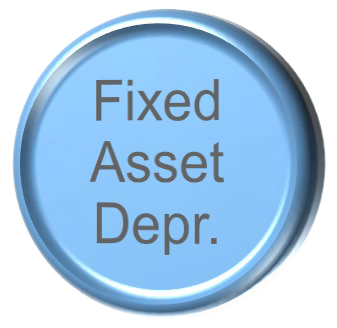 Fixed
Asset
Depr.